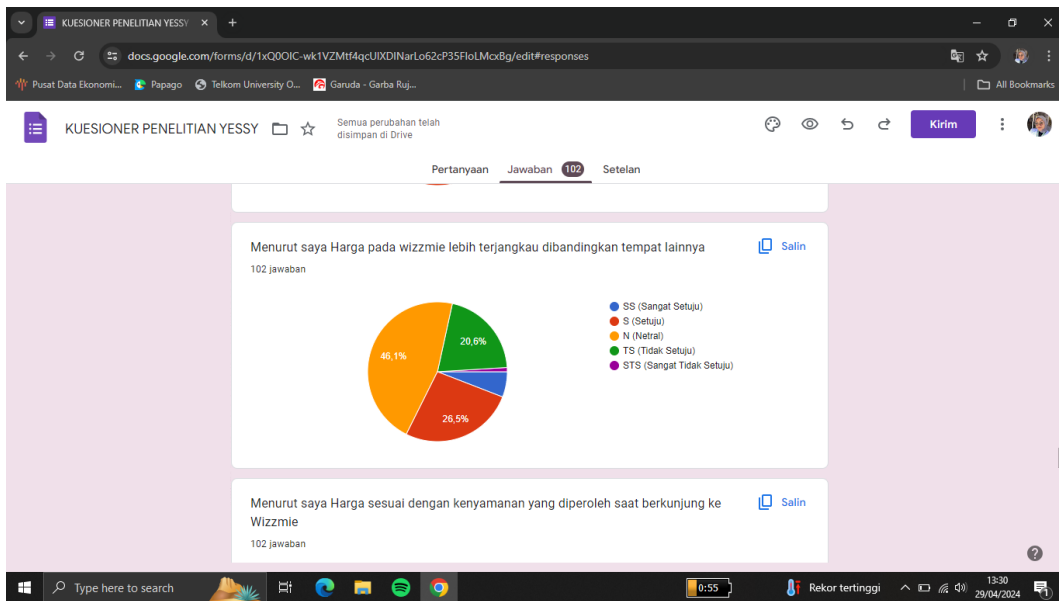 KUESIONER PENELITIAN YESSY
docs.google.com/forms/d/1xQ0OlC-wk1VZMtf4qcUlXDlNarLo62cP35FloLMcxBg/edit#responses
Pusat Data Ekonomi... Papago Telkom University O... Garuda - Garba Ruj... All Bookmarks
KUESIONER PENELITIAN YESSY
Semua perubahan telah
disimpan di Drive
Kirim
Pertanyaan Jawaban 102 Setelan
Menurut saya Harga pada wizzmie lebih terjangkau dibandingkan tempat lainnya
Salin
102 jawaban
SS (Sangat Setuju)
S (Setuju)
N (Netral)
TS (Tidak Setuju)
STS (Sangat Tidak Setuju)
20,6%
46,1%
26,5%
Menurut saya Harga sesuai dengan kenyamanan yang diperoleh saat berkunjung ke
Wizzmie
Salin
102 jawaban
Type here to search
0:55
Rekor tertinggi
13:30
29/04/2024
1